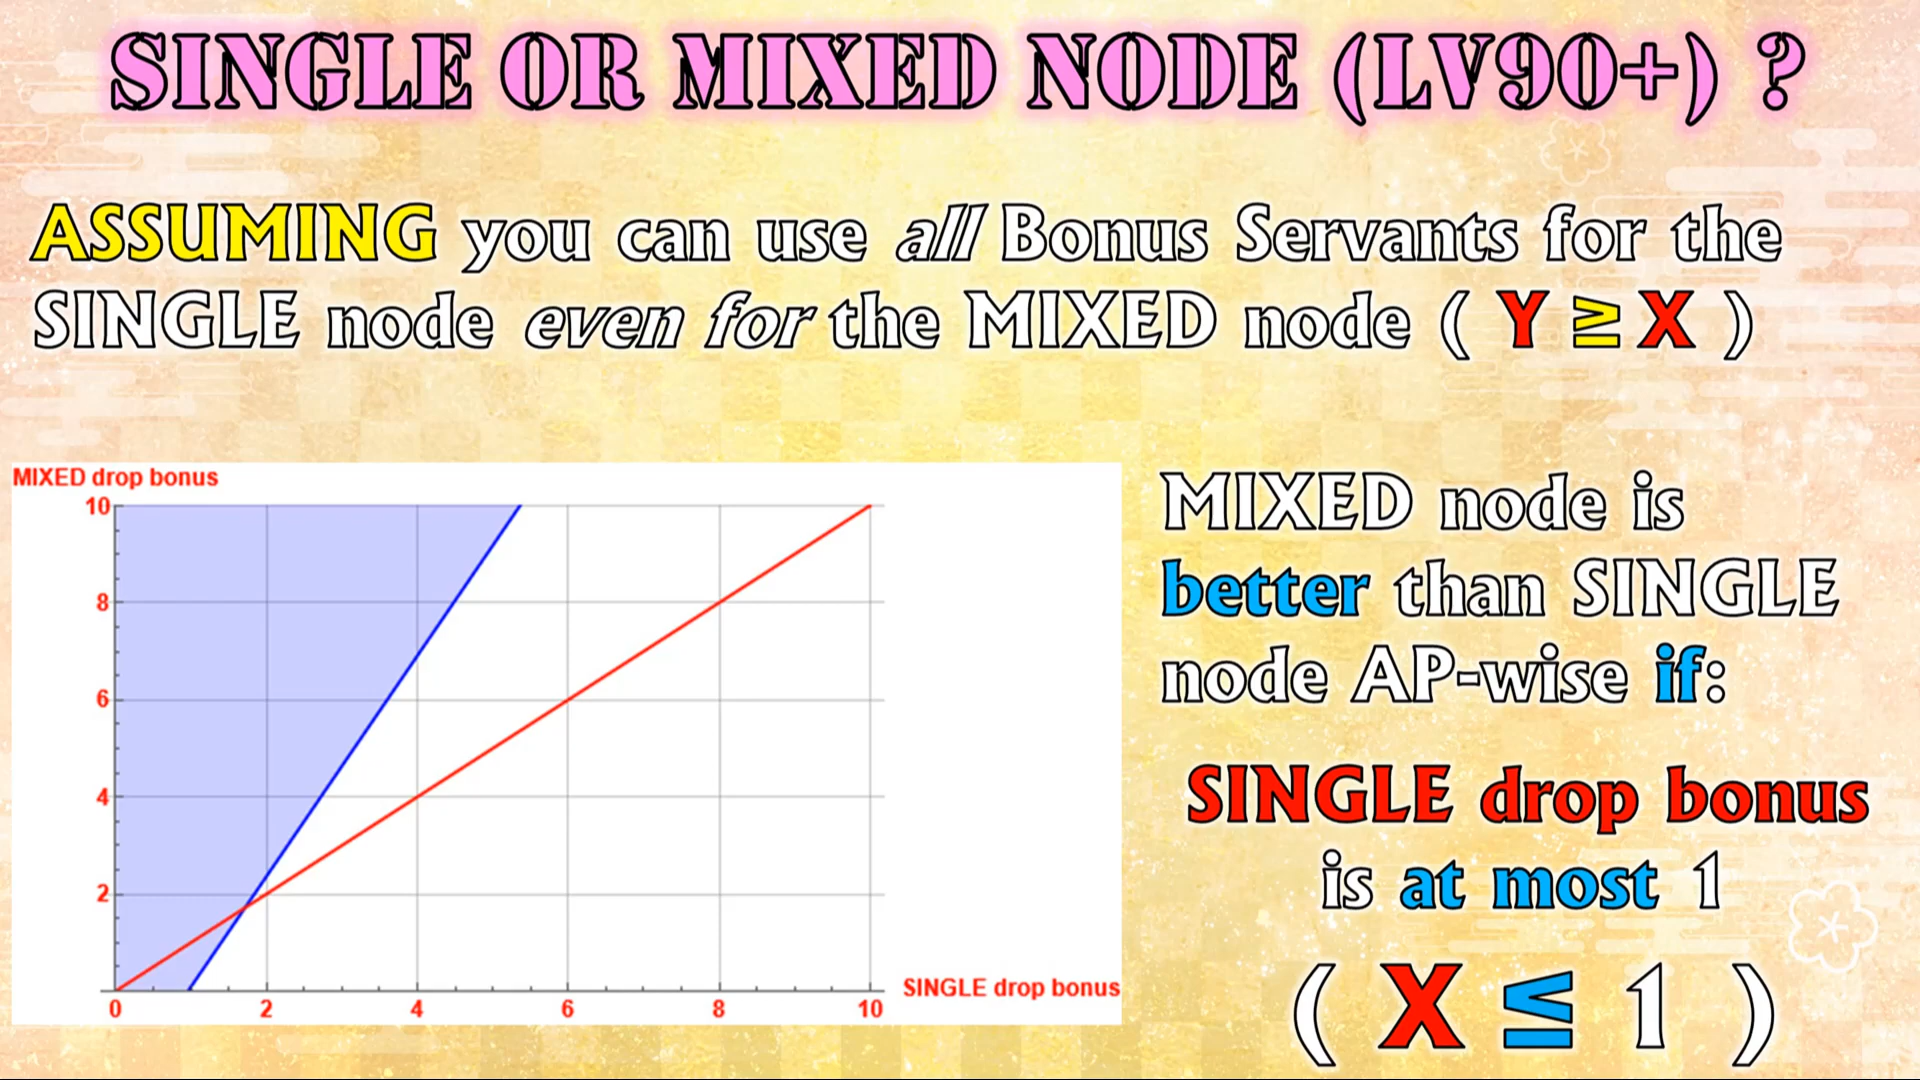 SINGLE OR MIXED NODE (LV90+) ?
ASSUMING you can use all Bonus Servants for the
SINGLE node even for the MIXED node ( Y ≥ X )
MIXED drop bonus
10
8
6
4
2
0 2 4 6 8 10
SINGLE drop bonus
MIXED node is
better than SINGLE
node AP-wise if:
SINGLE drop bonus
is at most 1
( X ≤ 1 )